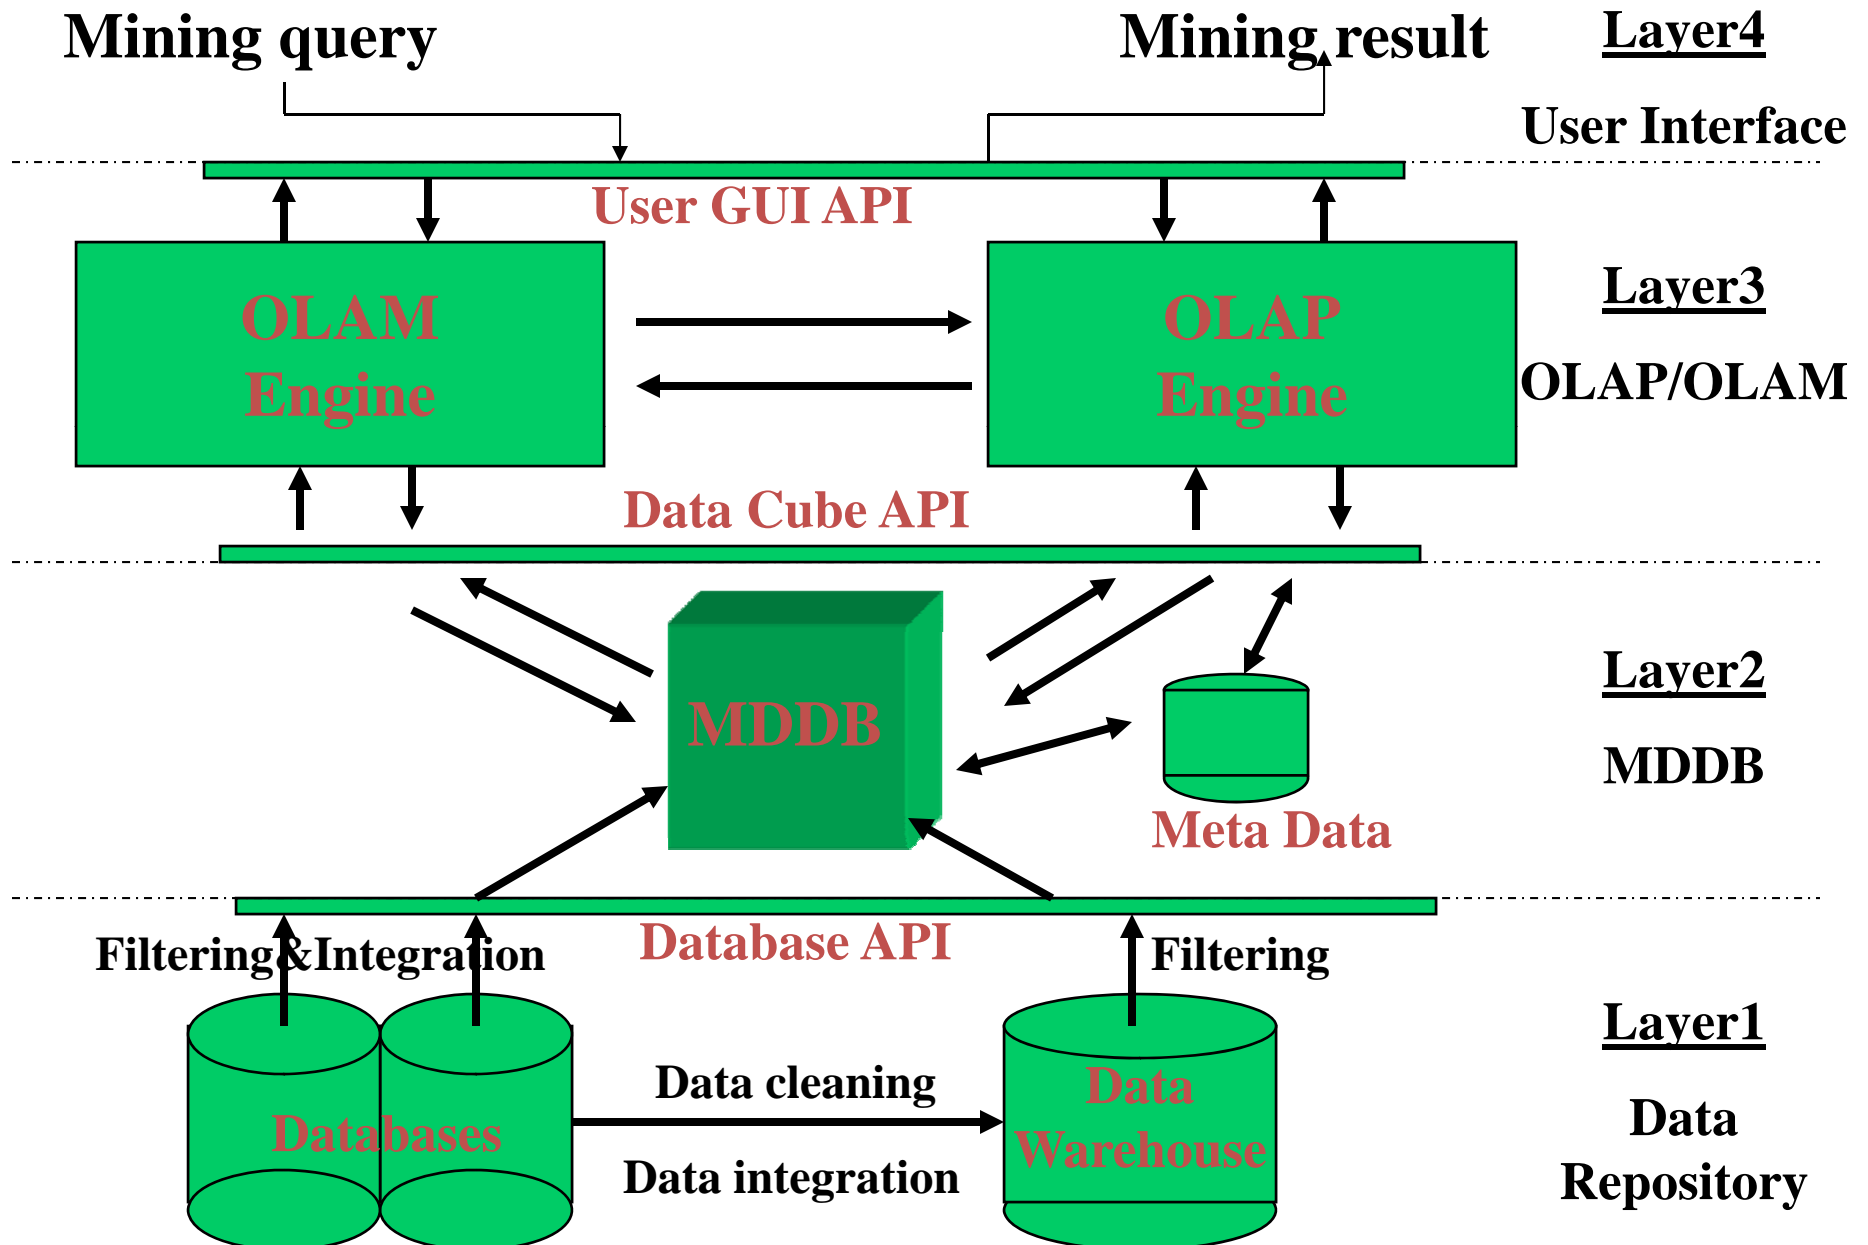 Mining query
Mining result
Layer4
User Interface
User GUI API
OLAM
Engine
OLAP
Engine
Layer3
OLAP/OLAM
Data Cube API
MDDB
Layer2
MDDB
Meta Data
Filtering&Integration
Database API
Filtering
Layer1
Databases
Data cleaning
Data integration
Data
Warehouse
Data
Repository